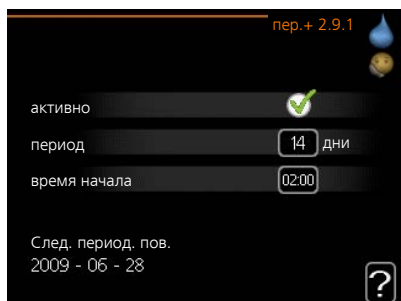 пер.+ 2.9.1
активно
период 14 дни
время начала 02:00
След. период. пов.
2009 - 06 - 28
?